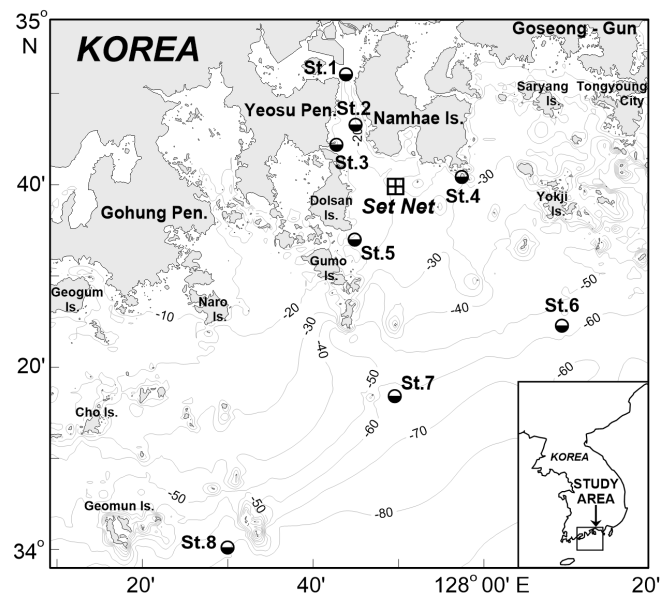 35°
N
KOREA
Goseong - Gun
St.1
Saryang
Is.
Tongyoung
City
Yeosu Pen.
St.2
Namhae Is.
-20
St.3
-30
40'
St.4
Dolsan
Is.
Set Net
Yokji
Is.
Gohung Pen.
St.5
Gumo
Is.
-30
-50
Geogum
Is.
Naro
Is.
-10
-20
-40
St.6
-60
-30
-40
20'
-60
-50
St.7
Cho Is.
-60
-70
KOREA
STUDY
AREA
-50
-50
Geomun Is.
-80
St.8
34°
20'
40'
128° 00' E
20'